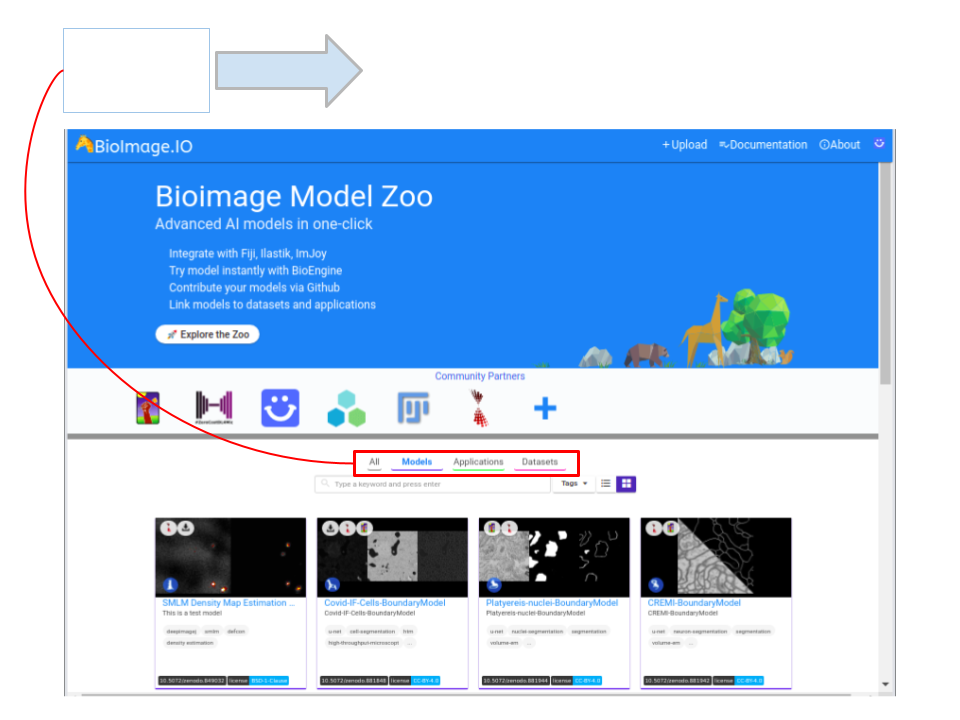 BioImage.IO
+Upload Documentation About
Bioimage Model Zoo
Advanced AI models in one-click
Integrate with Fiji, Ilastik, ImJoy
Try model instantly with BioEngine
Contribute your models via Github
Link models to datasets and applications
Explore the Zoo
Community Partners
All Models Applications Datasets
Type a keyword and press enter Tags
SMLM Density Map Estimation ...
This is a test model
deepimagej smlm defcon
density estimation
10.5072/zenodo.849032 license BSD-1-Clause
Covid-IF-Cells-BoundaryModel
Covid-IF-Cells-BoundaryModel
u-net cell-segmentation htm
high-throughput-microscopt ...
10.5072/zenodo.881848 license CC-BY-4.0
Platyereis-nuclei-BoundaryModel
Platyereis-nuclei-BoundaryModel
u-net nuclei-segmentation segmentation
volume-em ...
10.5072/zenodo.881944 license CC-BY-4.0
CREMI-BoundaryModel
CREMI-BoundaryModel
u-net neuron-segmentation segmentation
volume-em ...
10.5072/zenodo.881942 license CC-BY-4.0